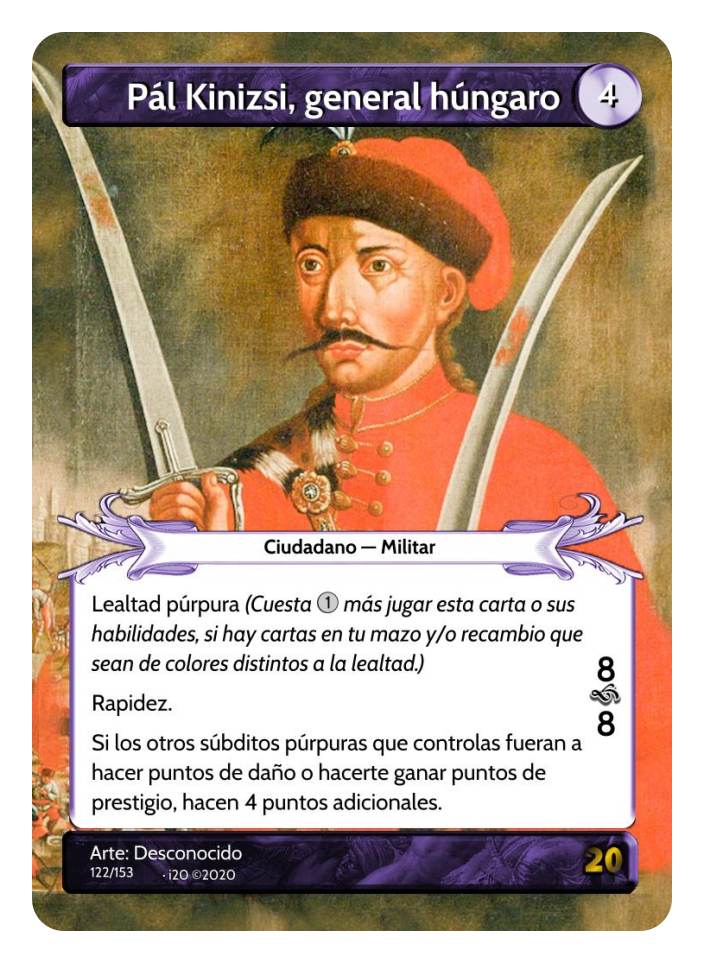 Pál Kinizsi, general húngaro 4
Ciudadano — Militar
Lealtad púrpura (Cuesta 1 más jugar esta carta o sus
habilidades, si hay cartas en tu mazo y/o recambio que
sean de colores distintos a la lealtad.)
Rapidez.
Si los otros súbditos púrpuras que controlas fueran a
hacer puntos de daño o hacerte ganar puntos de
prestigio, hacen 4 puntos adicionales.
8
8
Arte: Desconocido
122/153 · i20 ©2020
20